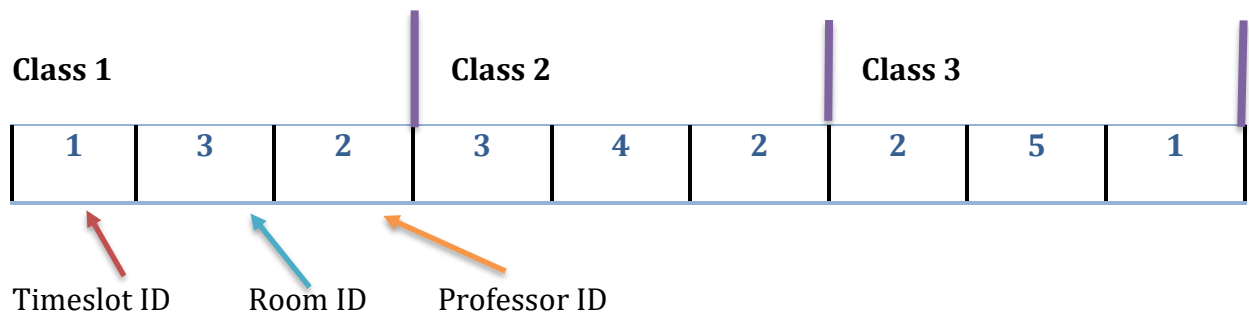 Class 1 Class 2 Class 3
1 3 2 3 4 2 2 5 1
Timeslot ID Room ID Professor ID